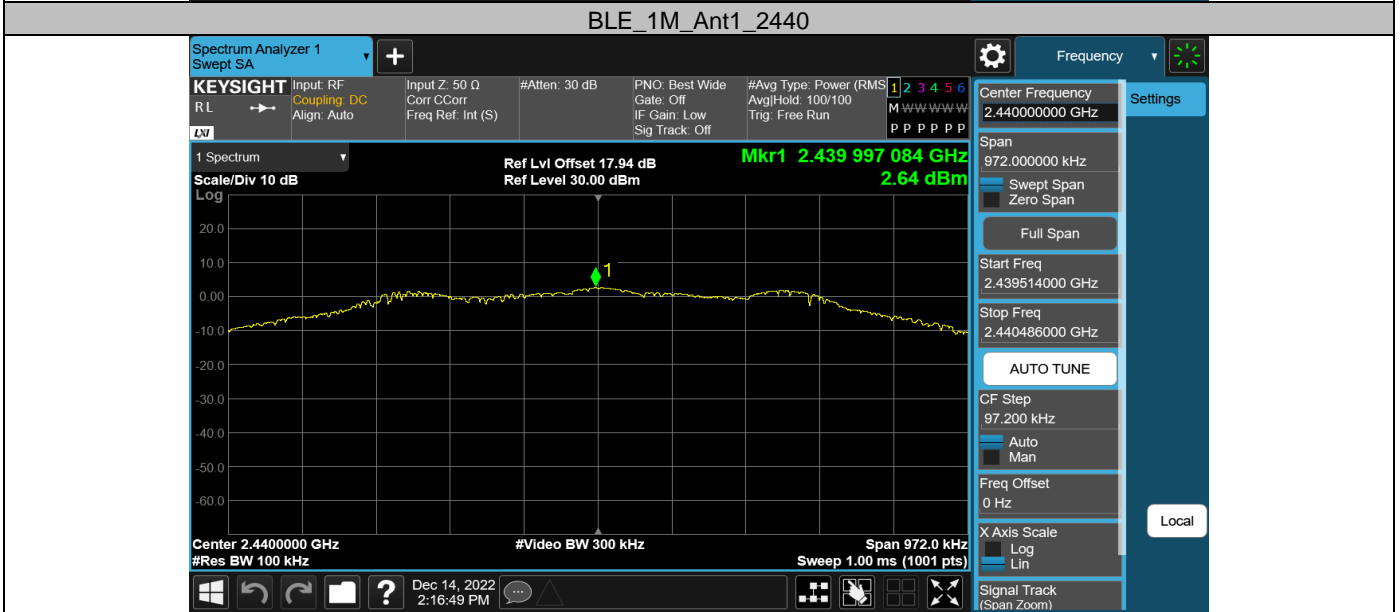 BLE_1M_Ant1_2440
Spectrum Analyzer 1
Swept SA
+
Frequency
KEYSIGHT
RL
LXI
Input: RF
Coupling: DC
Align: Auto
Input Z: 50 Ω
Corr CCorr
Freq Ref: Int (S)
#Atten: 30 dB
PNO: Best Wide
Gate: Off
IF Gain: Low
Sig Track: Off
#Avg Type: Power (RMS
Avg|Hold: 100/100
Trig: Free Run
1 2 3 4 5 6
M W W W W W
P P P P P P
1 Spectrum
Scale/Div 10 dB
Ref Lvl Offset 17.94 dB
Ref Level 30.00 dBm
Mkr1 2.439 997 084 GHz
2.64 dBm
Log
20.0
10.0
0.00
-10.0
-20.0
-30.0
-40.0
-50.0
-60.0
1
Center 2.4400000 GHz
#Res BW 100 kHz
#Video BW 300 kHz
Span 972.0 kHz
Sweep 1.00 ms (1001 pts)
Center Frequency
2.440000000 GHz
Span
972.000000 kHz
Swept Span
Zero Span
Full Span
Start Freq
2.439514000 GHz
Stop Freq
2.440486000 GHz
AUTO TUNE
CF Step
97.200 kHz
Auto
Man
Freq Offset
0 Hz
X Axis Scale
Log
Lin
Signal Track
(Span Zoom)
Settings
Local
?
Dec 14, 2022
2:16:49 PM